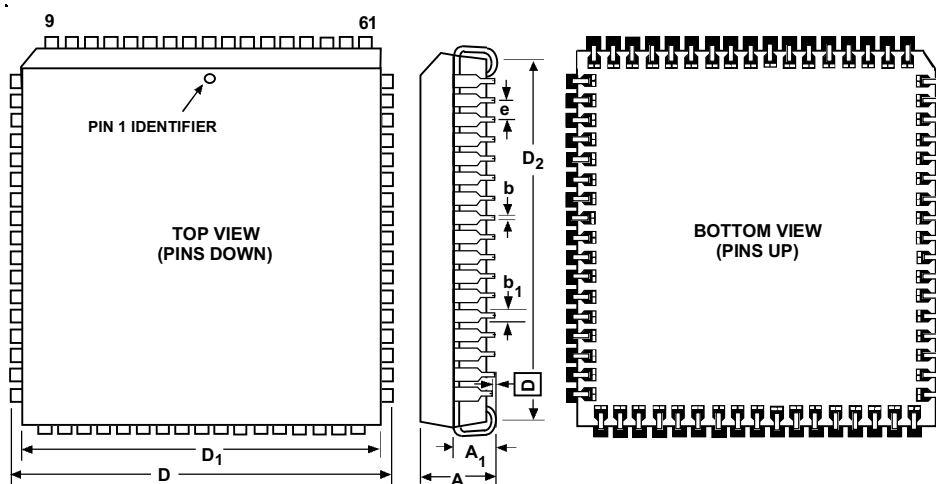 9
61
PIN 1 IDENTIFIER
TOP VIEW
(PINS DOWN)
D1
D
e
D2
b
b1
D
A1
A
BOTTOM VIEW
(PINS UP)